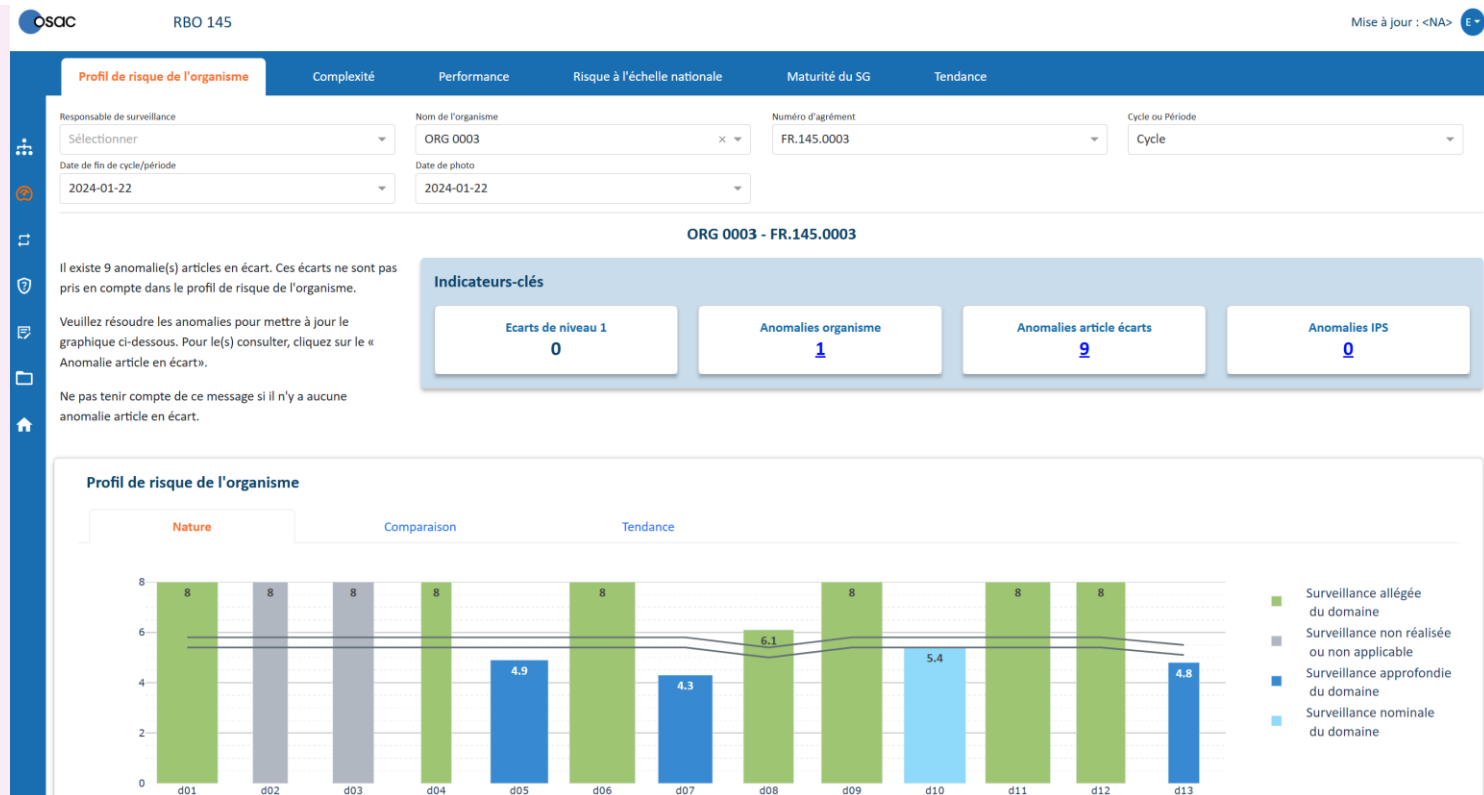 osac
RBO 145
Mise à jour : <NA>
E
Profil de risque de l'organisme
Complexité
Performance
Risque à l'échelle nationale
Maturité du SG
Tendance
Responsable de surveillance
Nom de l'organisme
Numéro d'agrément
Cycle ou Période
Sélectionner
ORG 0003
FR.145.0003
Cycle
Date de fin de cycle/période
Date de photo
2024-01-22
2024-01-22
ORG 0003 - FR.145.0003
Il existe 9 anomalie(s) articles en écart. Ces écarts ne sont pas
pris en compte dans le profil de risque de l'organisme.
Veuillez résoudre les anomalies pour mettre à jour le
graphique ci-dessous. Pour le(s) consulter, cliquez sur le «
Anomalie article en écart».
Ne pas tenir compte de ce message si il n'y a aucune
anomalie article en écart.
Indicateurs-clés
Ecarts de niveau 1
0
Anomalies organisme
1
Anomalies article écarts
9
Anomalies IPS
0
Profil de risque de l'organisme
Nature
Comparaison
Tendance
8
6
4
2
0
8
8
8
8
4.9
8
4.3
6.1
8
5.4
8
8
4.8
d01
d02
d03
d04
d05
d06
d07
d08
d09
d10
d11
d12
d13
Surveillance allégée
du domaine
Surveillance non réalisée
ou non applicable
Surveillance approfondie
du domaine
Surveillance nominale
du domaine